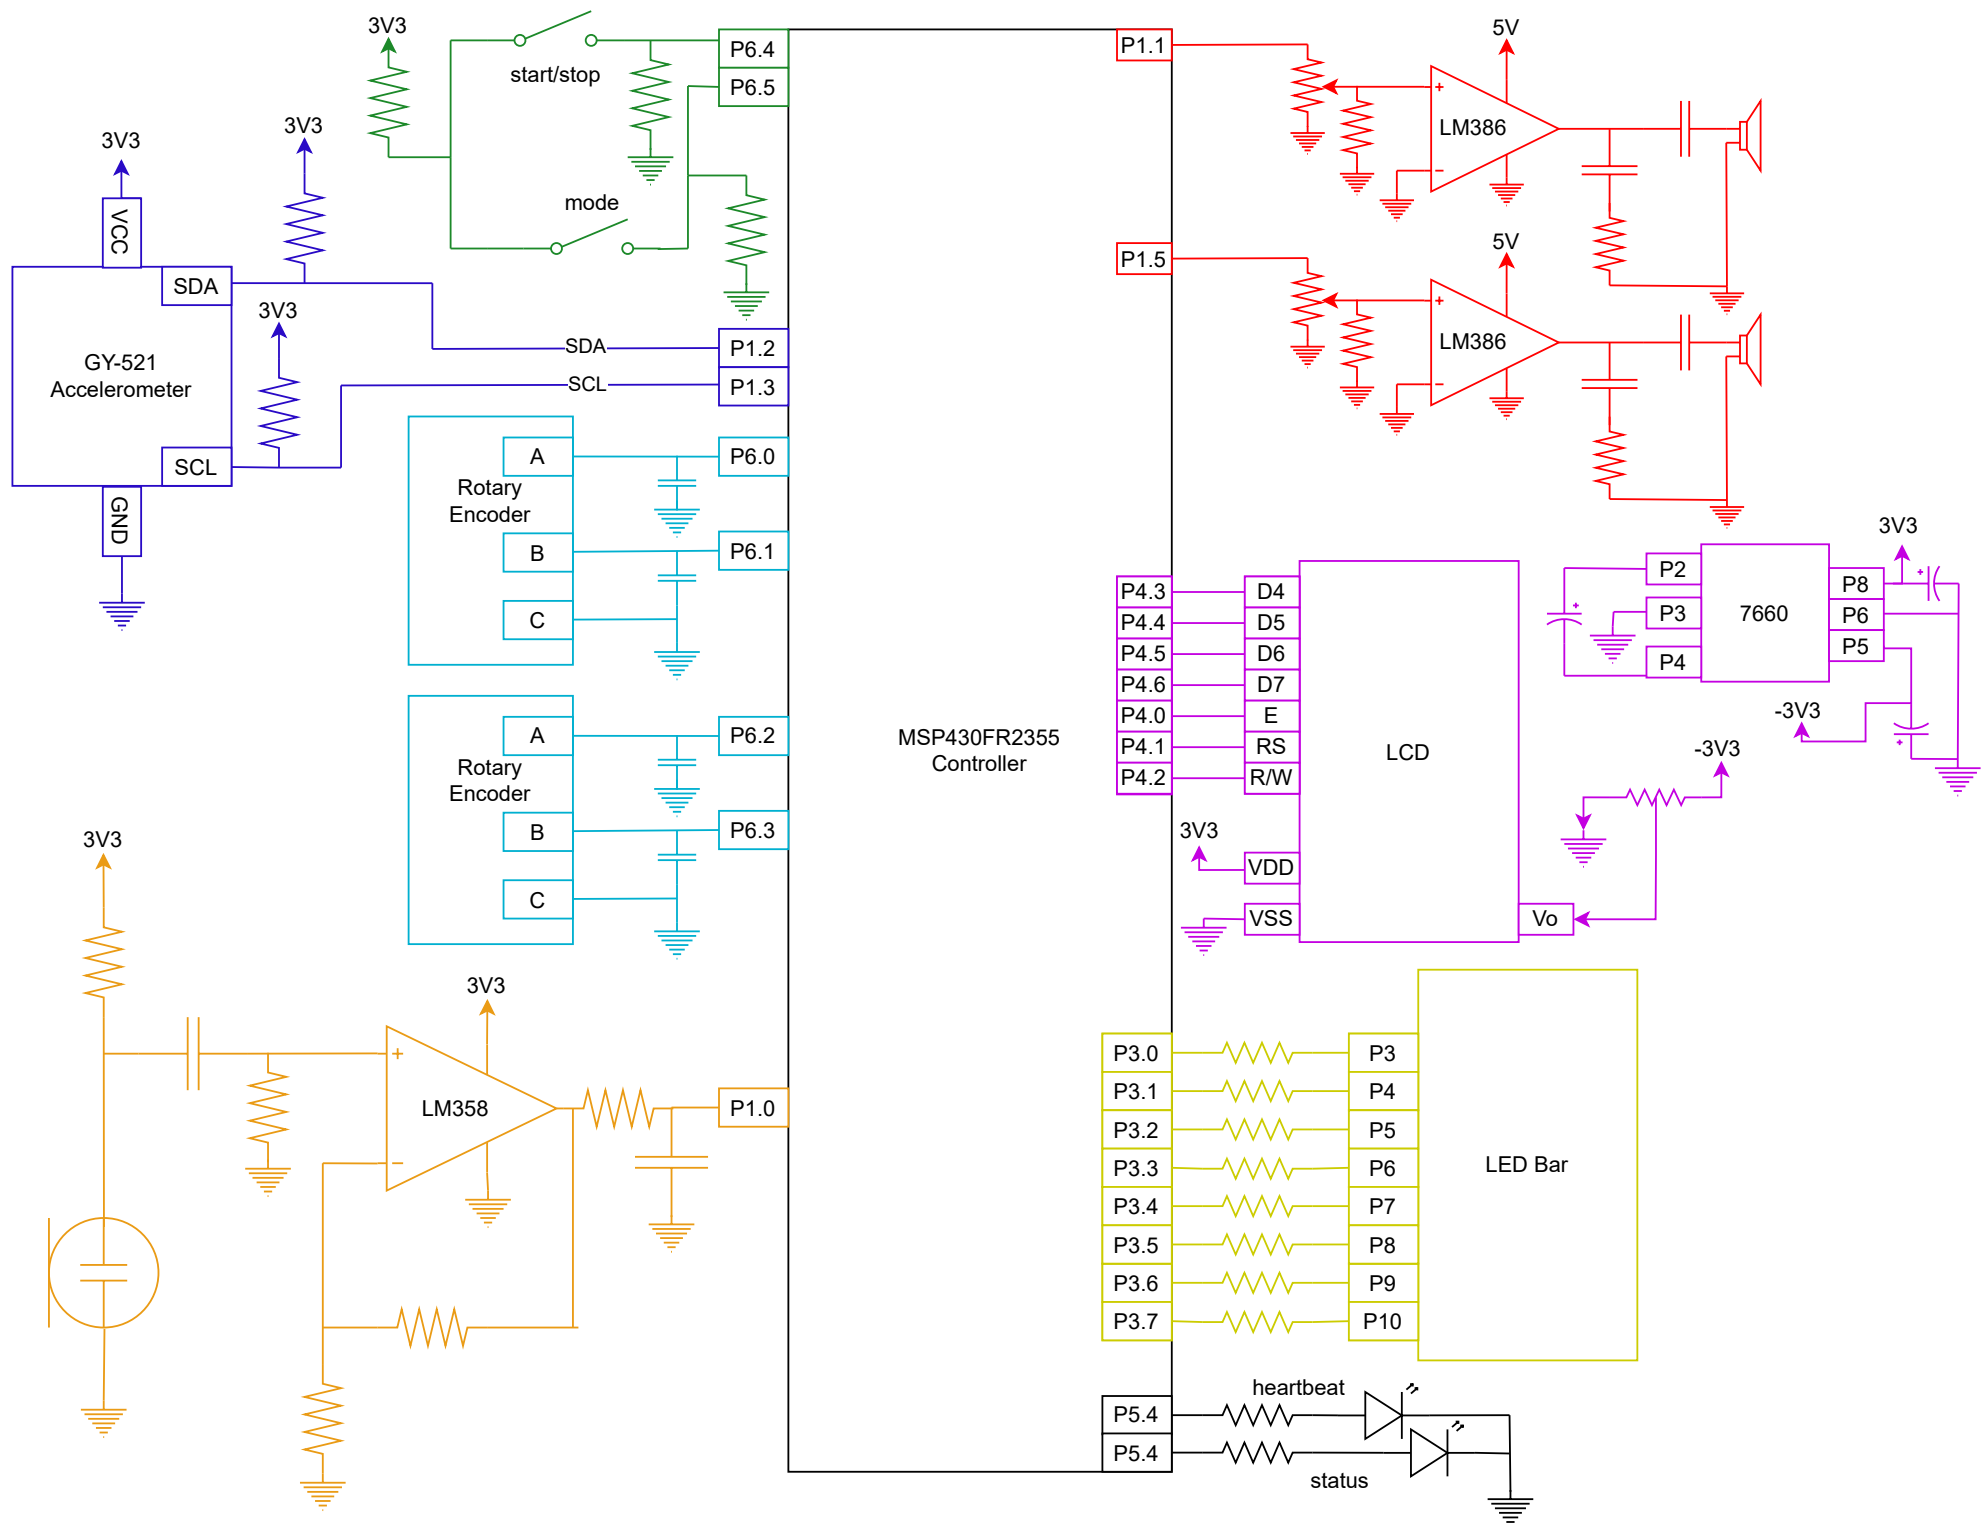 3V3
start/stop
P6.4
P6.5
mode
3V3
3V3
VCC
SDA
3V3
GY-521
Accelerometer
SCL
GND
SDA
SCL
P1.2
P1.3
Rotary
Encoder
A
B
C
P6.0
P6.1
Rotary
Encoder
A
B
C
P6.2
P6.3
3V3
3V3
+
LM358
−
P1.0
MSP430FR2355
Controller
P1.1
5V
+
LM386
−
P1.5
5V
+
LM386
−
P4.3
P4.4
P4.5
P4.6
P4.0
P4.1
P4.2
D4
D5
D6
D7
E
RS
R/W
LCD
3V3
VDD
VSS
Vo
P2
P3
P4
7660
P8
P6
P5
3V3
+
+
+
-3V3
-3V3
P3.0
P3.1
P3.2
P3.3
P3.4
P3.5
P3.6
P3.7
P3
P4
P5
P6
P7
P8
P9
P10
LED Bar
heartbeat
P5.4
P5.4
status